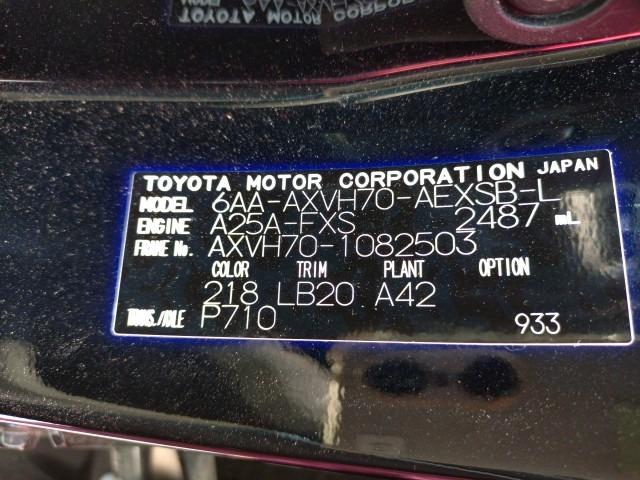 TOYOTA MOTOR CORPORATION JAPAN
MODEL 6AA-AXVH70-AEXSB-L
ENGINE A25A-FXS 2487 mL
FRAME No. AXVH70-1082503
COLOR TRIM PLANT OPTION
218 LB20 A42
TRANS./AXLE P710 933